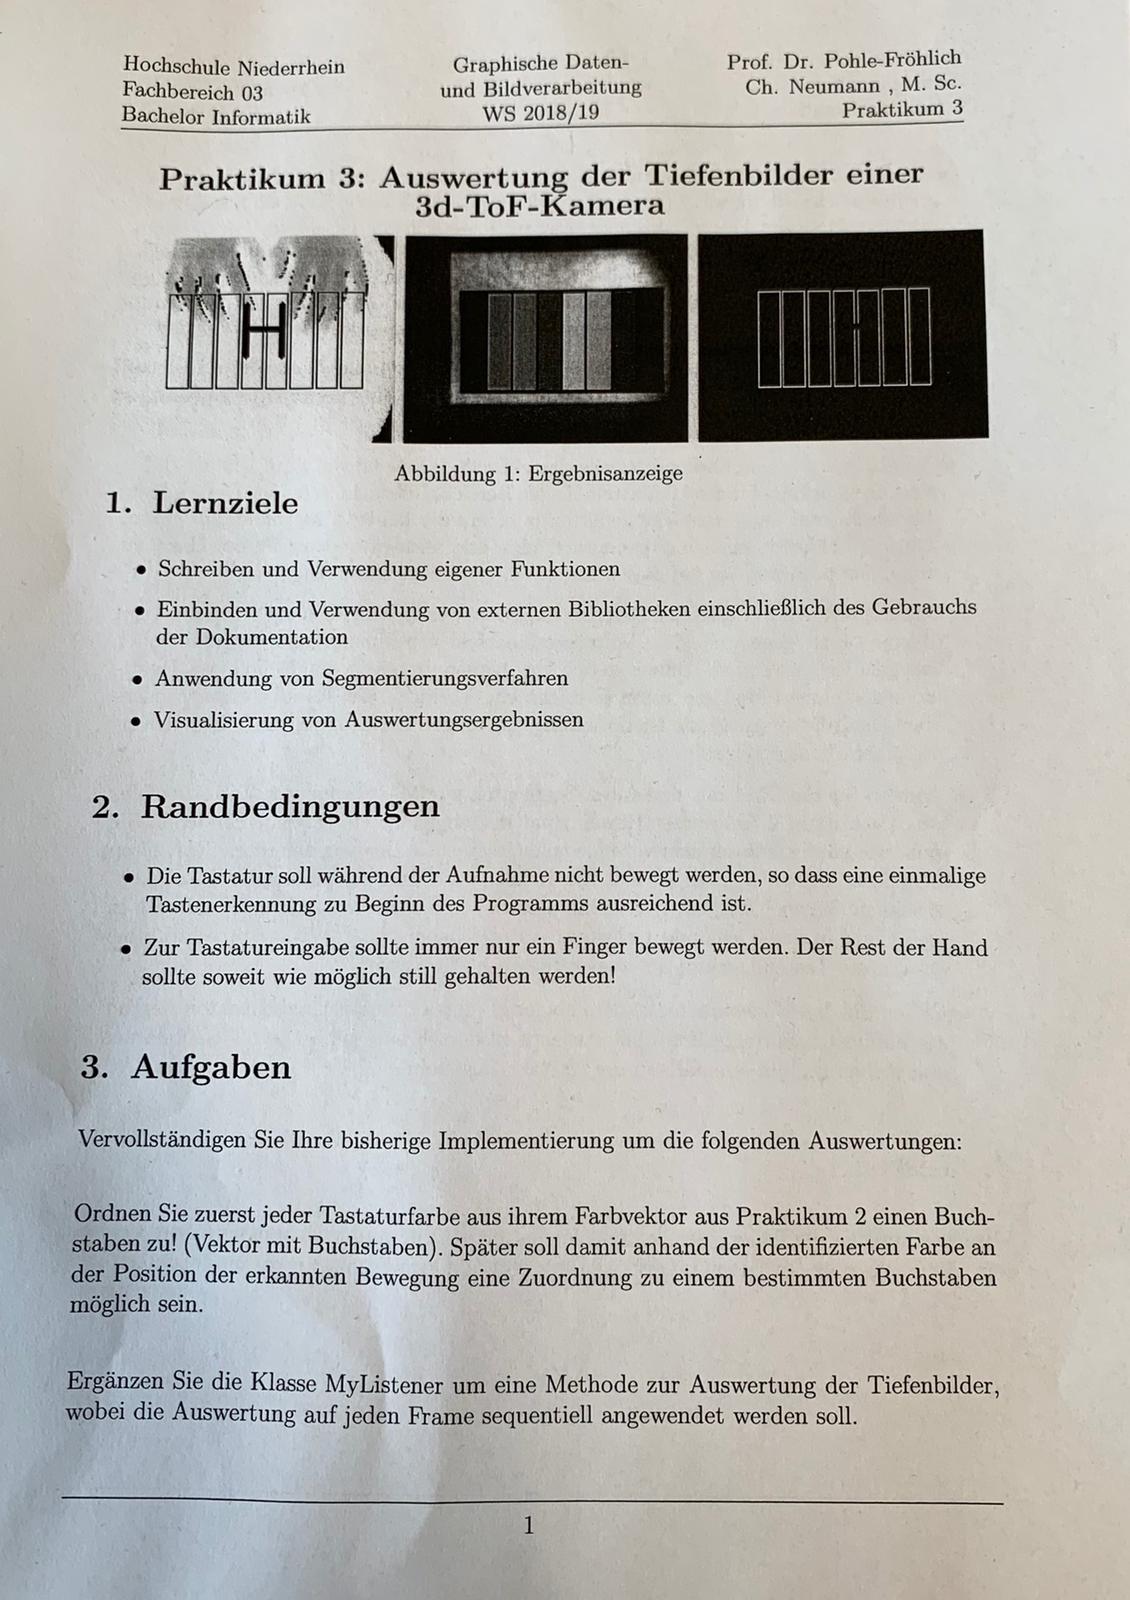 Hochschule Niederrhein
Fachbereich 03
Bachelor Informatik
Graphische Daten-
und Bildverarbeitung
WS 2018/19
Prof. Dr. Pohle-Fröhlich
Ch. Neumann , M. Sc.
Praktikum 3
Praktikum 3: Auswertung der Tiefenbilder einer
3d-ToF-Kamera
H
Abbildung 1: Ergebnisanzeige
1. Lernziele
• Schreiben und Verwendung eigener Funktionen
• Einbinden und Verwendung von externen Bibliotheken einschließlich des Gebrauchs
der Dokumentation
• Anwendung von Segmentierungsverfahren
• Visualisierung von Auswertungsergebnissen
2. Randbedingungen
• Die Tastatur soll während der Aufnahme nicht bewegt werden, so dass eine einmalige
Tastenerkennung zu Beginn des Programms ausreichend ist.
• Zur Tastatureingabe sollte immer nur ein Finger bewegt werden. Der Rest der Hand
sollte soweit wie möglich still gehalten werden!
3. Aufgaben
Vervollständigen Sie Ihre bisherige Implementierung um die folgenden Auswertungen:
Ordnen Sie zuerst jeder Tastaturfarbe aus ihrem Farbvektor aus Praktikum 2 einen Buch-
staben zu! (Vektor mit Buchstaben). Später soll damit anhand der identifizierten Farbe an
der Position der erkannten Bewegung eine Zuordnung zu einem bestimmten Buchstaben
möglich sein.
Ergänzen Sie die Klasse MyListener um eine Methode zur Auswertung der Tiefenbilder,
wobei die Auswertung auf jeden Frame sequentiell angewendet werden soll.
1